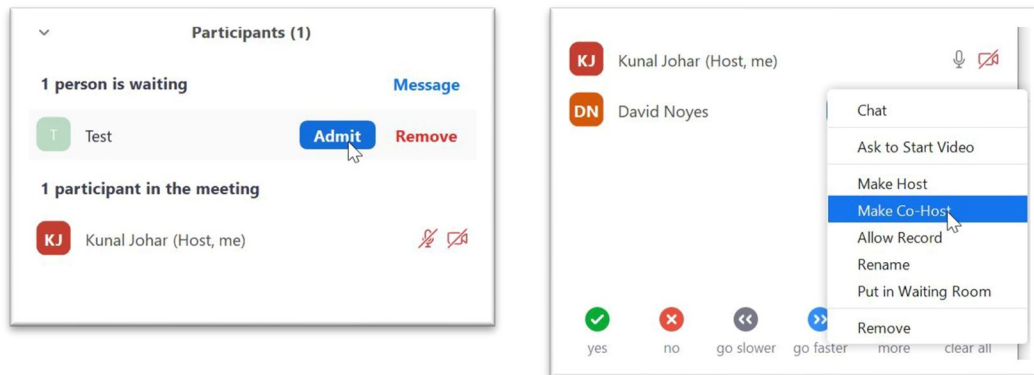 Participants (1)
1 person is waiting Message
T Test Admit Remove
1 participant in the meeting
KJ Kunal Johar (Host, me)
KJ Kunal Johar (Host, me)
DN David Noyes
Chat
Ask to Start Video
Make Host
Make Co-Host
Allow Record
Rename
Put in Waiting Room
Remove
yes no go slower go faster more clear all